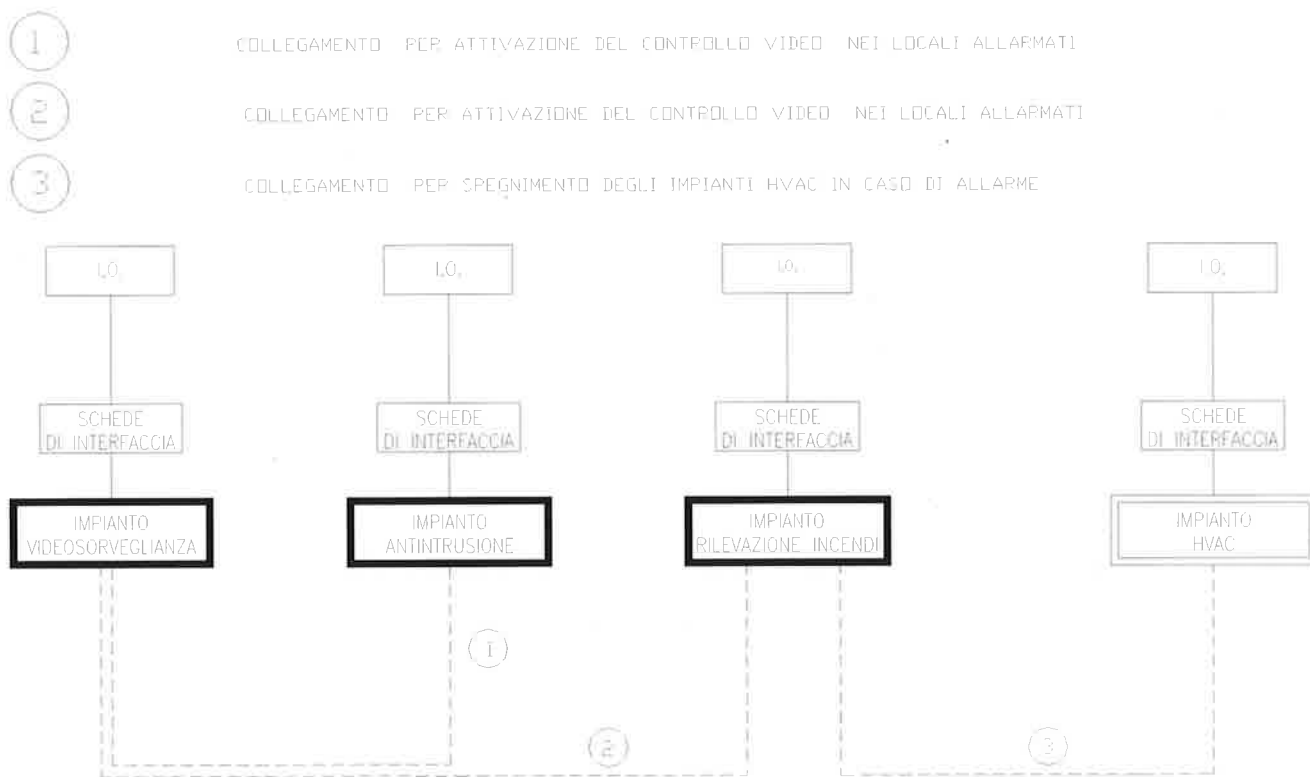 1
COLLEGAMENTO PER ATTIVAZIONE DEL CONTROLLO VIDEO NEI LOCALI ALLARMATI
2
COLLEGAMENTO PER ATTIVAZIONE DEL CONTROLLO VIDEO NEI LOCALI ALLARMATI
3
COLLEGAMENTO PER SPEGNIMENTO DEGLI IMPIANTI HVAC IN CASO DI ALLARME
I.O.
I.O.
I.O.
I.O.
SCHEDE
DI INTERFACCIA
SCHEDE
DI INTERFACCIA
SCHEDE
DI INTERFACCIA
SCHEDE
DI INTERFACCIA
IMPIANTO
VIDEOSORVEGLIANZA
IMPIANTO
ANTINTRUSIONE
IMPIANTO
RILEVAZIONE INCENDI
IMPIANTO
HVAC
1
2
3